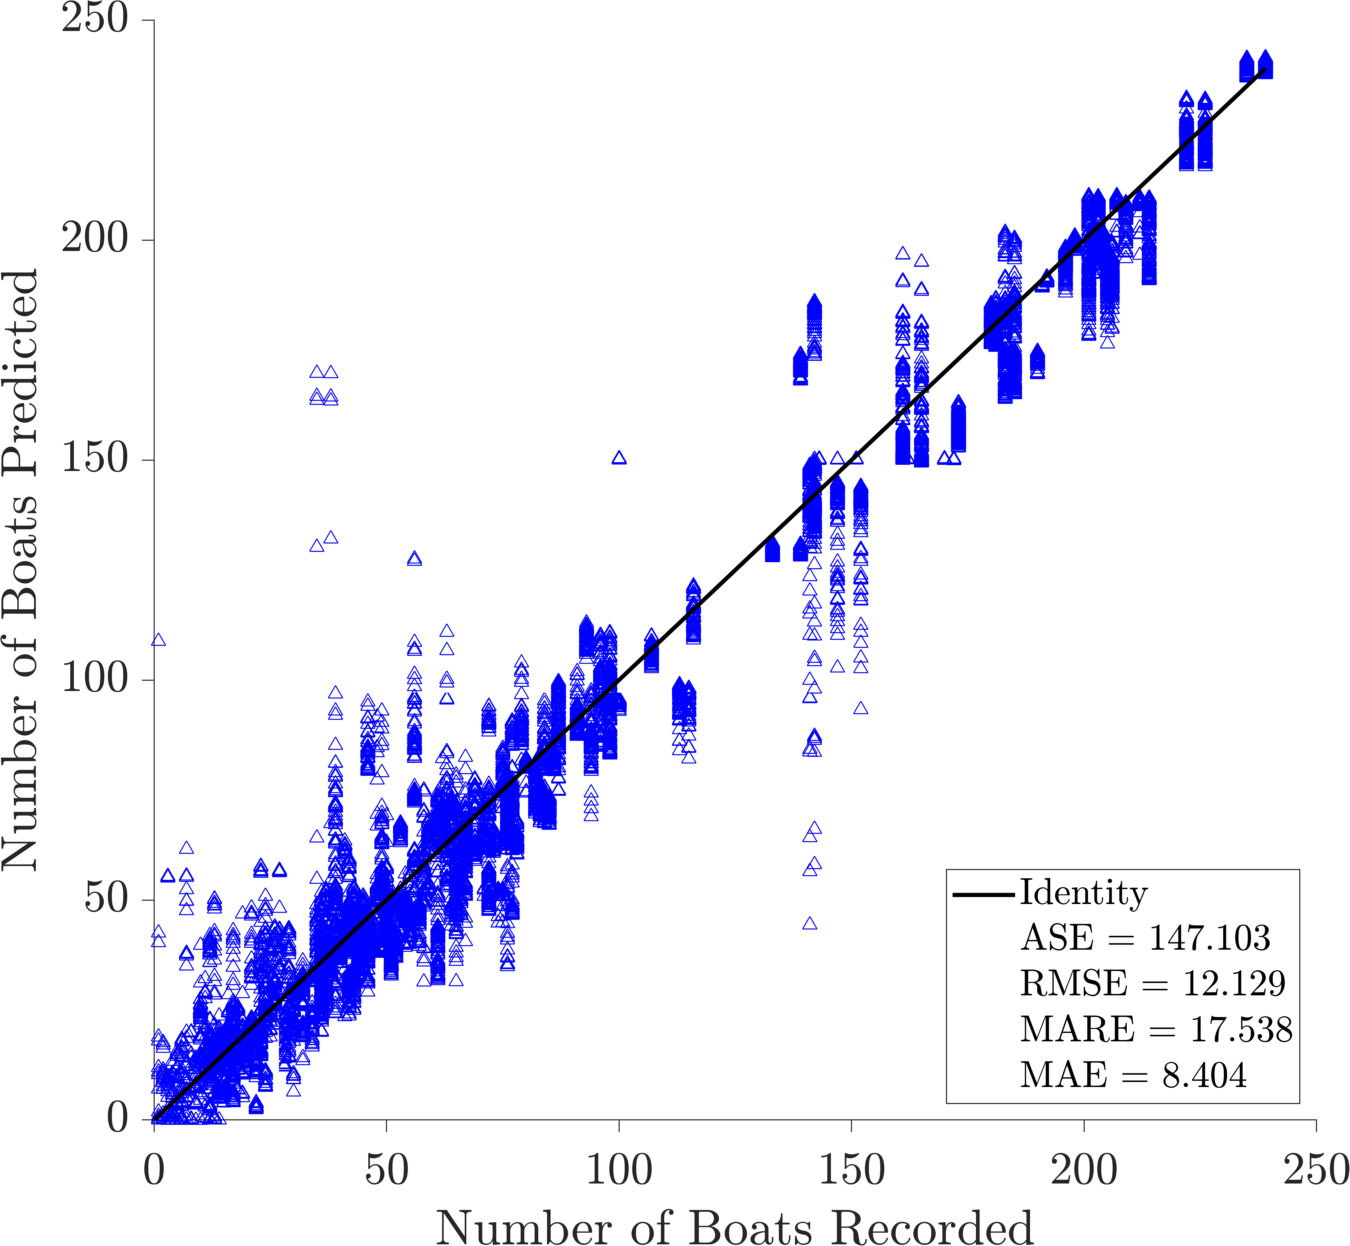 250
200
150
100
50
0
Number of Boats Predicted
Identity
ASE = 147.103
RMSE = 12.129
MARE = 17.538
MAE = 8.404
0 50 100 150 200 250
Number of Boats Recorded